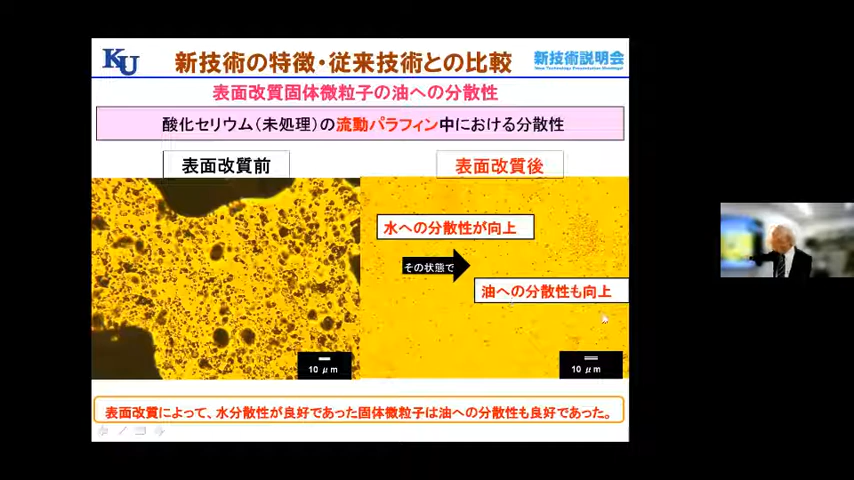 KU
新技術の特徴・従来技術との比較
新技術説明会
表面改質固体微粒子の油への分散性
酸化セリウム(未処理)の流動パラフィン中における分散性
表面改質前
表面改質後
水への分散性が向上
その状態で
油への分散性も向上
10 μm
10 μm
表面改質によって、水分散性が良好であった固体微粒子は油への分散性も良好であった。